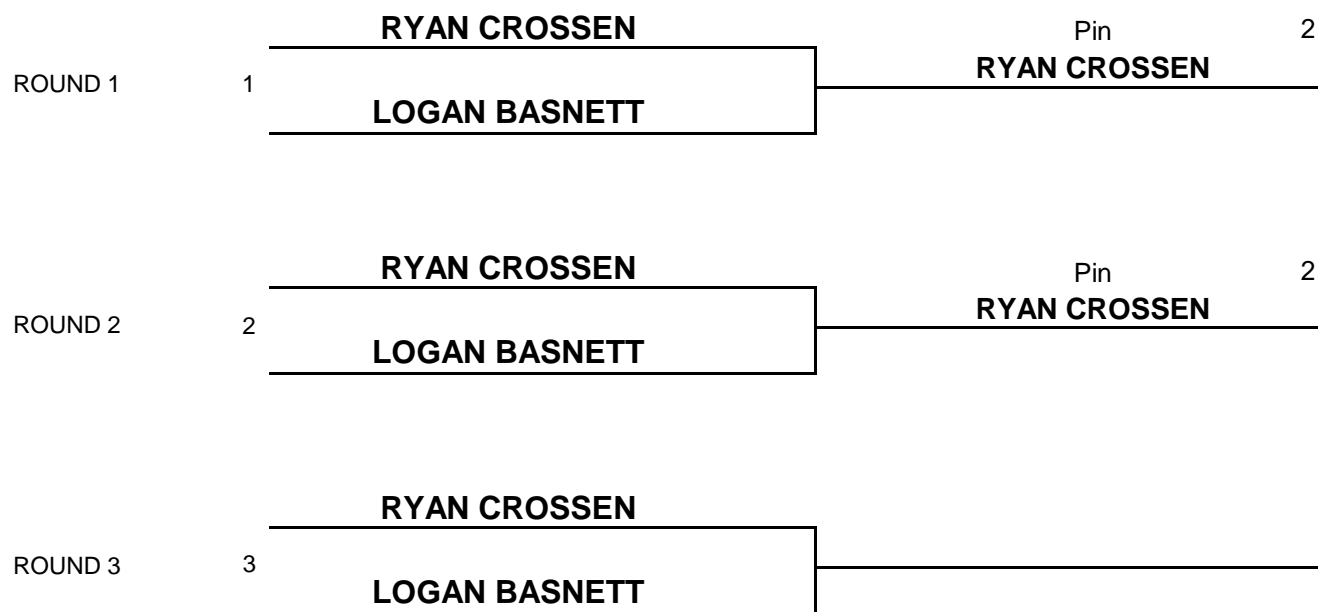 RYAN CROSSEN
Pin 2
ROUND 1 1 RYAN CROSSEN
LOGAN BASNETT
RYAN CROSSEN
Pin 2
ROUND 2 2 RYAN CROSSEN
LOGAN BASNETT
RYAN CROSSEN
ROUND 3 3
LOGAN BASNETT